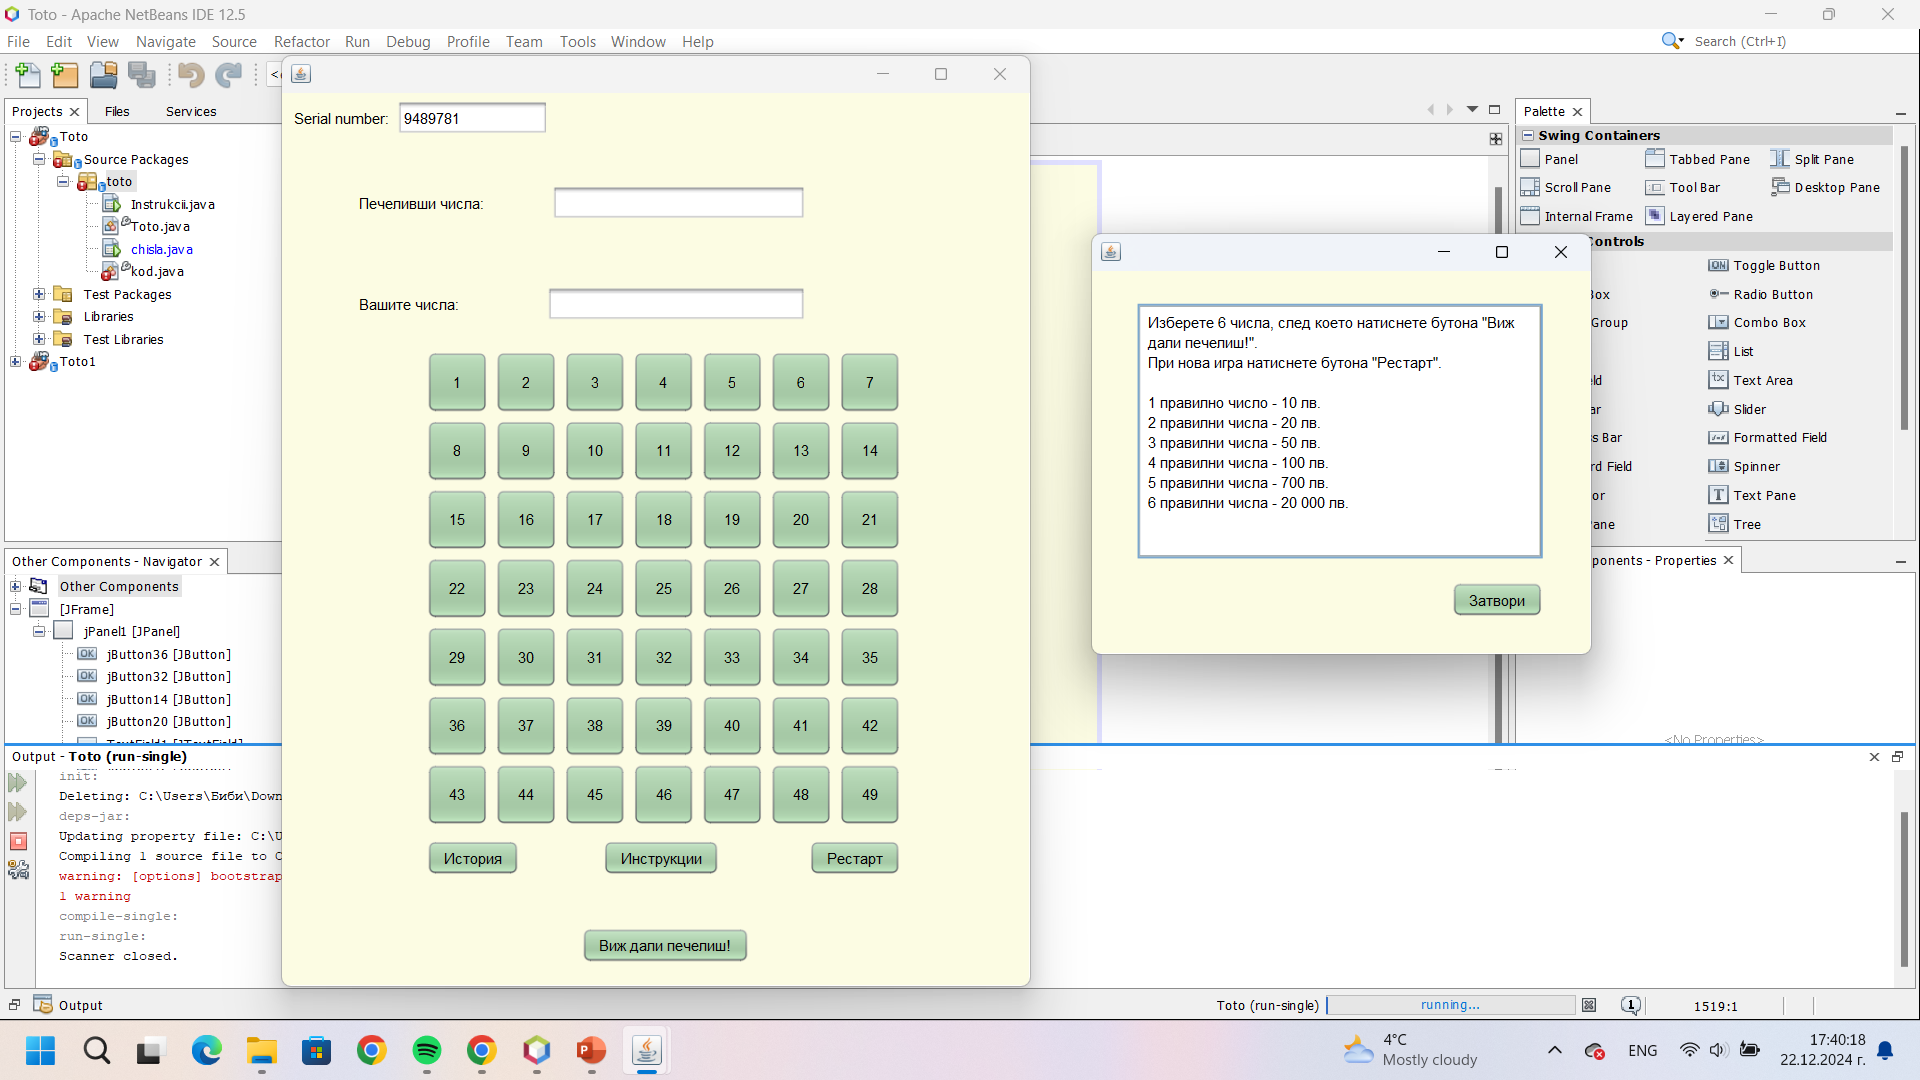 Toto - Apache NetBeans IDE 12.5
File Edit View Navigate Source Refactor Run Debug Profile Team Tools Window Help
Search (Ctrl+I)
Projects Files Services
Toto
Source Packages
toto
Instrukcii.java
Toto.java
chisla.java
kod.java
Test Packages
Libraries
Test Libraries
Toto1
Other Components - Navigator
Other Components
[JFrame]
jPanel1 [JPanel]
jButton36 [JButton]
jButton32 [JButton]
jButton14 [JButton]
jButton20 [JButton]
Serial number: 9489781
Печеливши числа:
Вашите числа:
1 2 3 4 5 6 7
8 9 10 11 12 13 14
15 16 17 18 19 20 21
22 23 24 25 26 27 28
29 30 31 32 33 34 35
36 37 38 39 40 41 42
43 44 45 46 47 48 49
История Инструкции Рестарт
Виж дали печелиш!
Изберете 6 числа, след което натиснете бутона "Виж
дали печелиш!".
При нова игра натиснете бутона "Рестарт".
1 правилно число - 10 лв.
2 правилни числа - 20 лв.
3 правилни числа - 50 лв.
4 правилни числа - 100 лв.
5 правилни числа - 700 лв.
6 правилни числа - 20 000 лв.
Затвори
Palette
Swing Containers
Panel Tabbed Pane Split Pane
Scroll Pane Tool Bar Desktop Pane
Internal Frame Layered Pane
Controls
Toggle Button
Radio Button
Group Combo Box
List
Text Area
Slider
Bar Formatted Field
Field Spinner
Text Pane
Tree
- Properties
<No Properties>
Output - Toto (run-single)
init:
Deleting: C:\Users\Биби\Down
deps-jar:
Updating property file: C:\U
Compiling 1 source file to C
warning: [options] bootstrap
1 warning
compile-single:
run-single:
Scanner closed.
Output
Toto (run-single) running... 1 1519:1
4°C
Mostly cloudy
ENG
17:40:18
22.12.2024 г.